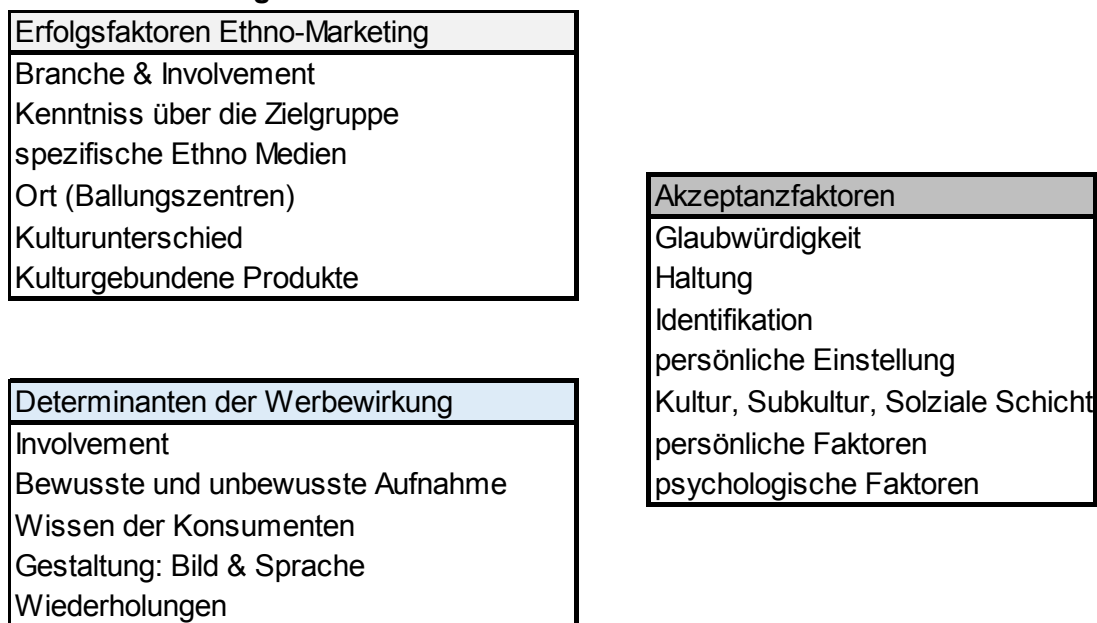 Erfolgsfaktoren Ethno-Marketing
Branche & Involvement
Kenntniss über die Zielgruppe
spezifische Ethno Medien
Ort (Ballungszentren)
Kulturunterschied
Kulturgebundene Produkte
Determinanten der Werbewirkung
Involvement
Bewusste und unbewusste Aufnahme
Wissen der Konsumenten
Gestaltung: Bild & Sprache
Wiederholungen
Akzeptanzfaktoren
Glaubwürdigkeit
Haltung
Identifikation
persönliche Einstellung
Kultur, Subkultur, Solziale Schicht
persönliche Faktoren
psychologische Faktoren